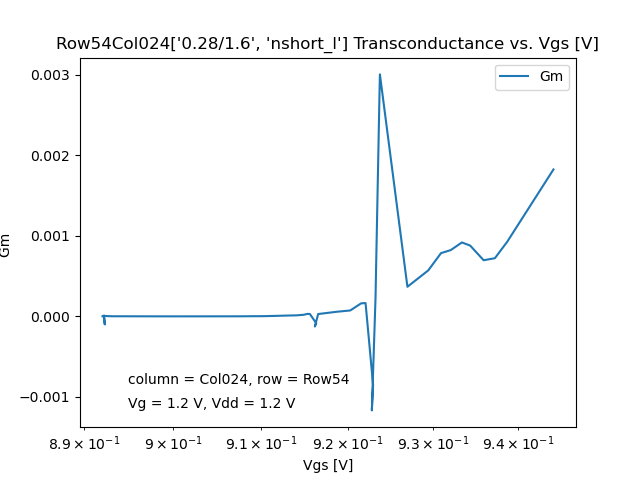 Row54Col024['0.28/1.6', 'nshort_l'] Transconductance vs. Vgs [V]
Gm
0.003
0.002
0.001
0.000
−0.001
Gm
column = Col024, row = Row54
Vg = 1.2 V, Vdd = 1.2 V
8.9 × 10⁻¹ 9 × 10⁻¹ 9.1 × 10⁻¹ 9.2 × 10⁻¹ 9.3 × 10⁻¹ 9.4 × 10⁻¹
Vgs [V]